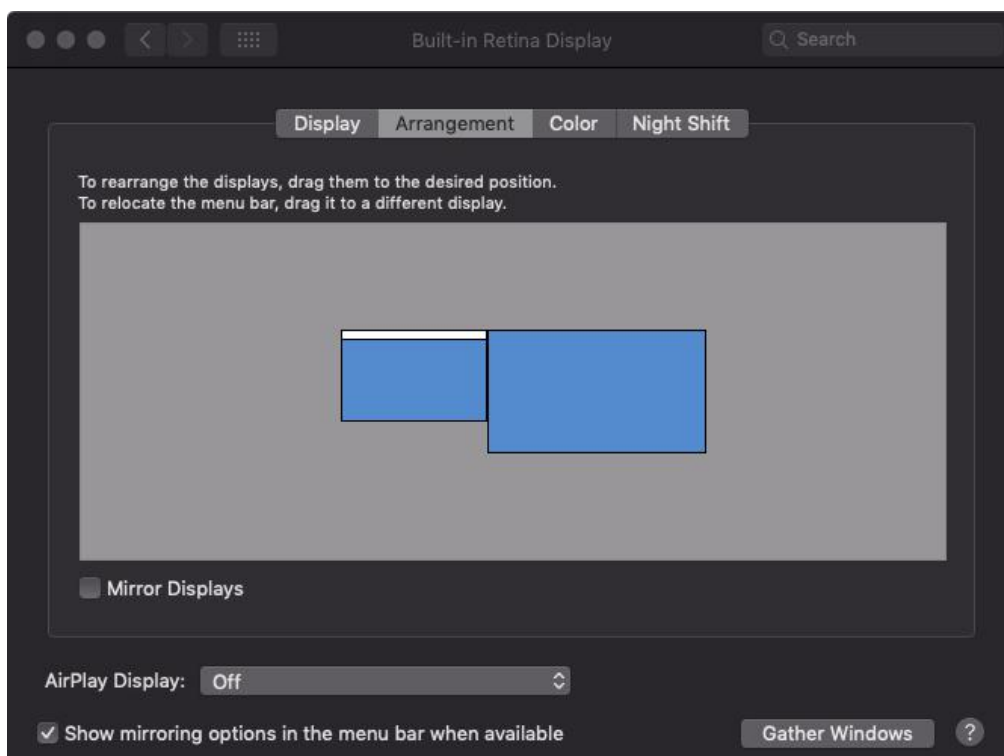 Built-in Retina Display
Search
Display Arrangement Color Night Shift
To rearrange the displays, drag them to the desired position.
To relocate the menu bar, drag it to a different display.
Mirror Displays
AirPlay Display: Off
Show mirroring options in the menu bar when available
Gather Windows ?